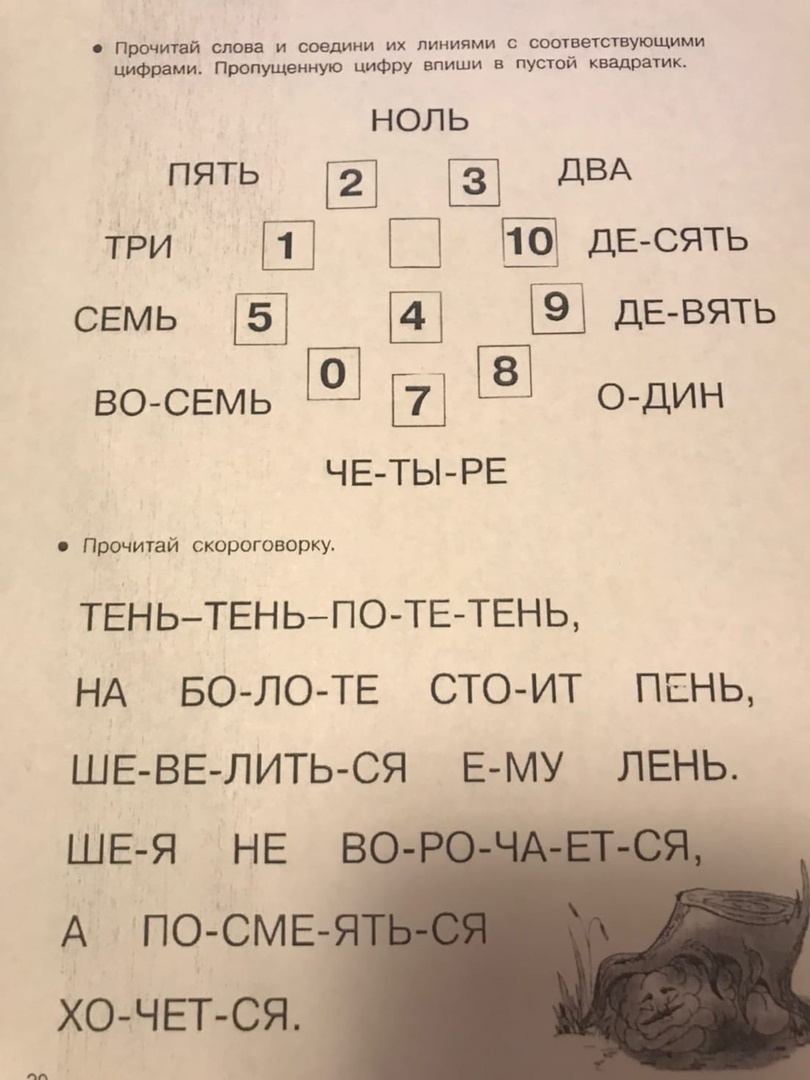 • Прочитай слова и соедини их линиями с соответствующими
цифрами. Пропущенную цифру впиши в пустой квадратик.
НОЛЬ
ПЯТЬ 2 3 ДВА
ТРИ 1 10 ДЕ-СЯТЬ
СЕМЬ 5 4 9 ДЕ-ВЯТЬ
ВО-СЕМЬ 0 7 8 О-ДИН
ЧЕ-ТЫ-РЕ
• Прочитай скороговорку.
ТЕНЬ–ТЕНЬ–ПО-ТЕ-ТЕНЬ,
НА БО-ЛО-ТЕ СТО-ИТ ПЕНЬ,
ШЕ-ВЕ-ЛИТЬ-СЯ Е-МУ ЛЕНЬ.
ШЕ-Я НЕ ВО-РО-ЧА-ЕТ-СЯ,
А ПО-СМЕ-ЯТЬ-СЯ
ХО-ЧЕТ-СЯ.